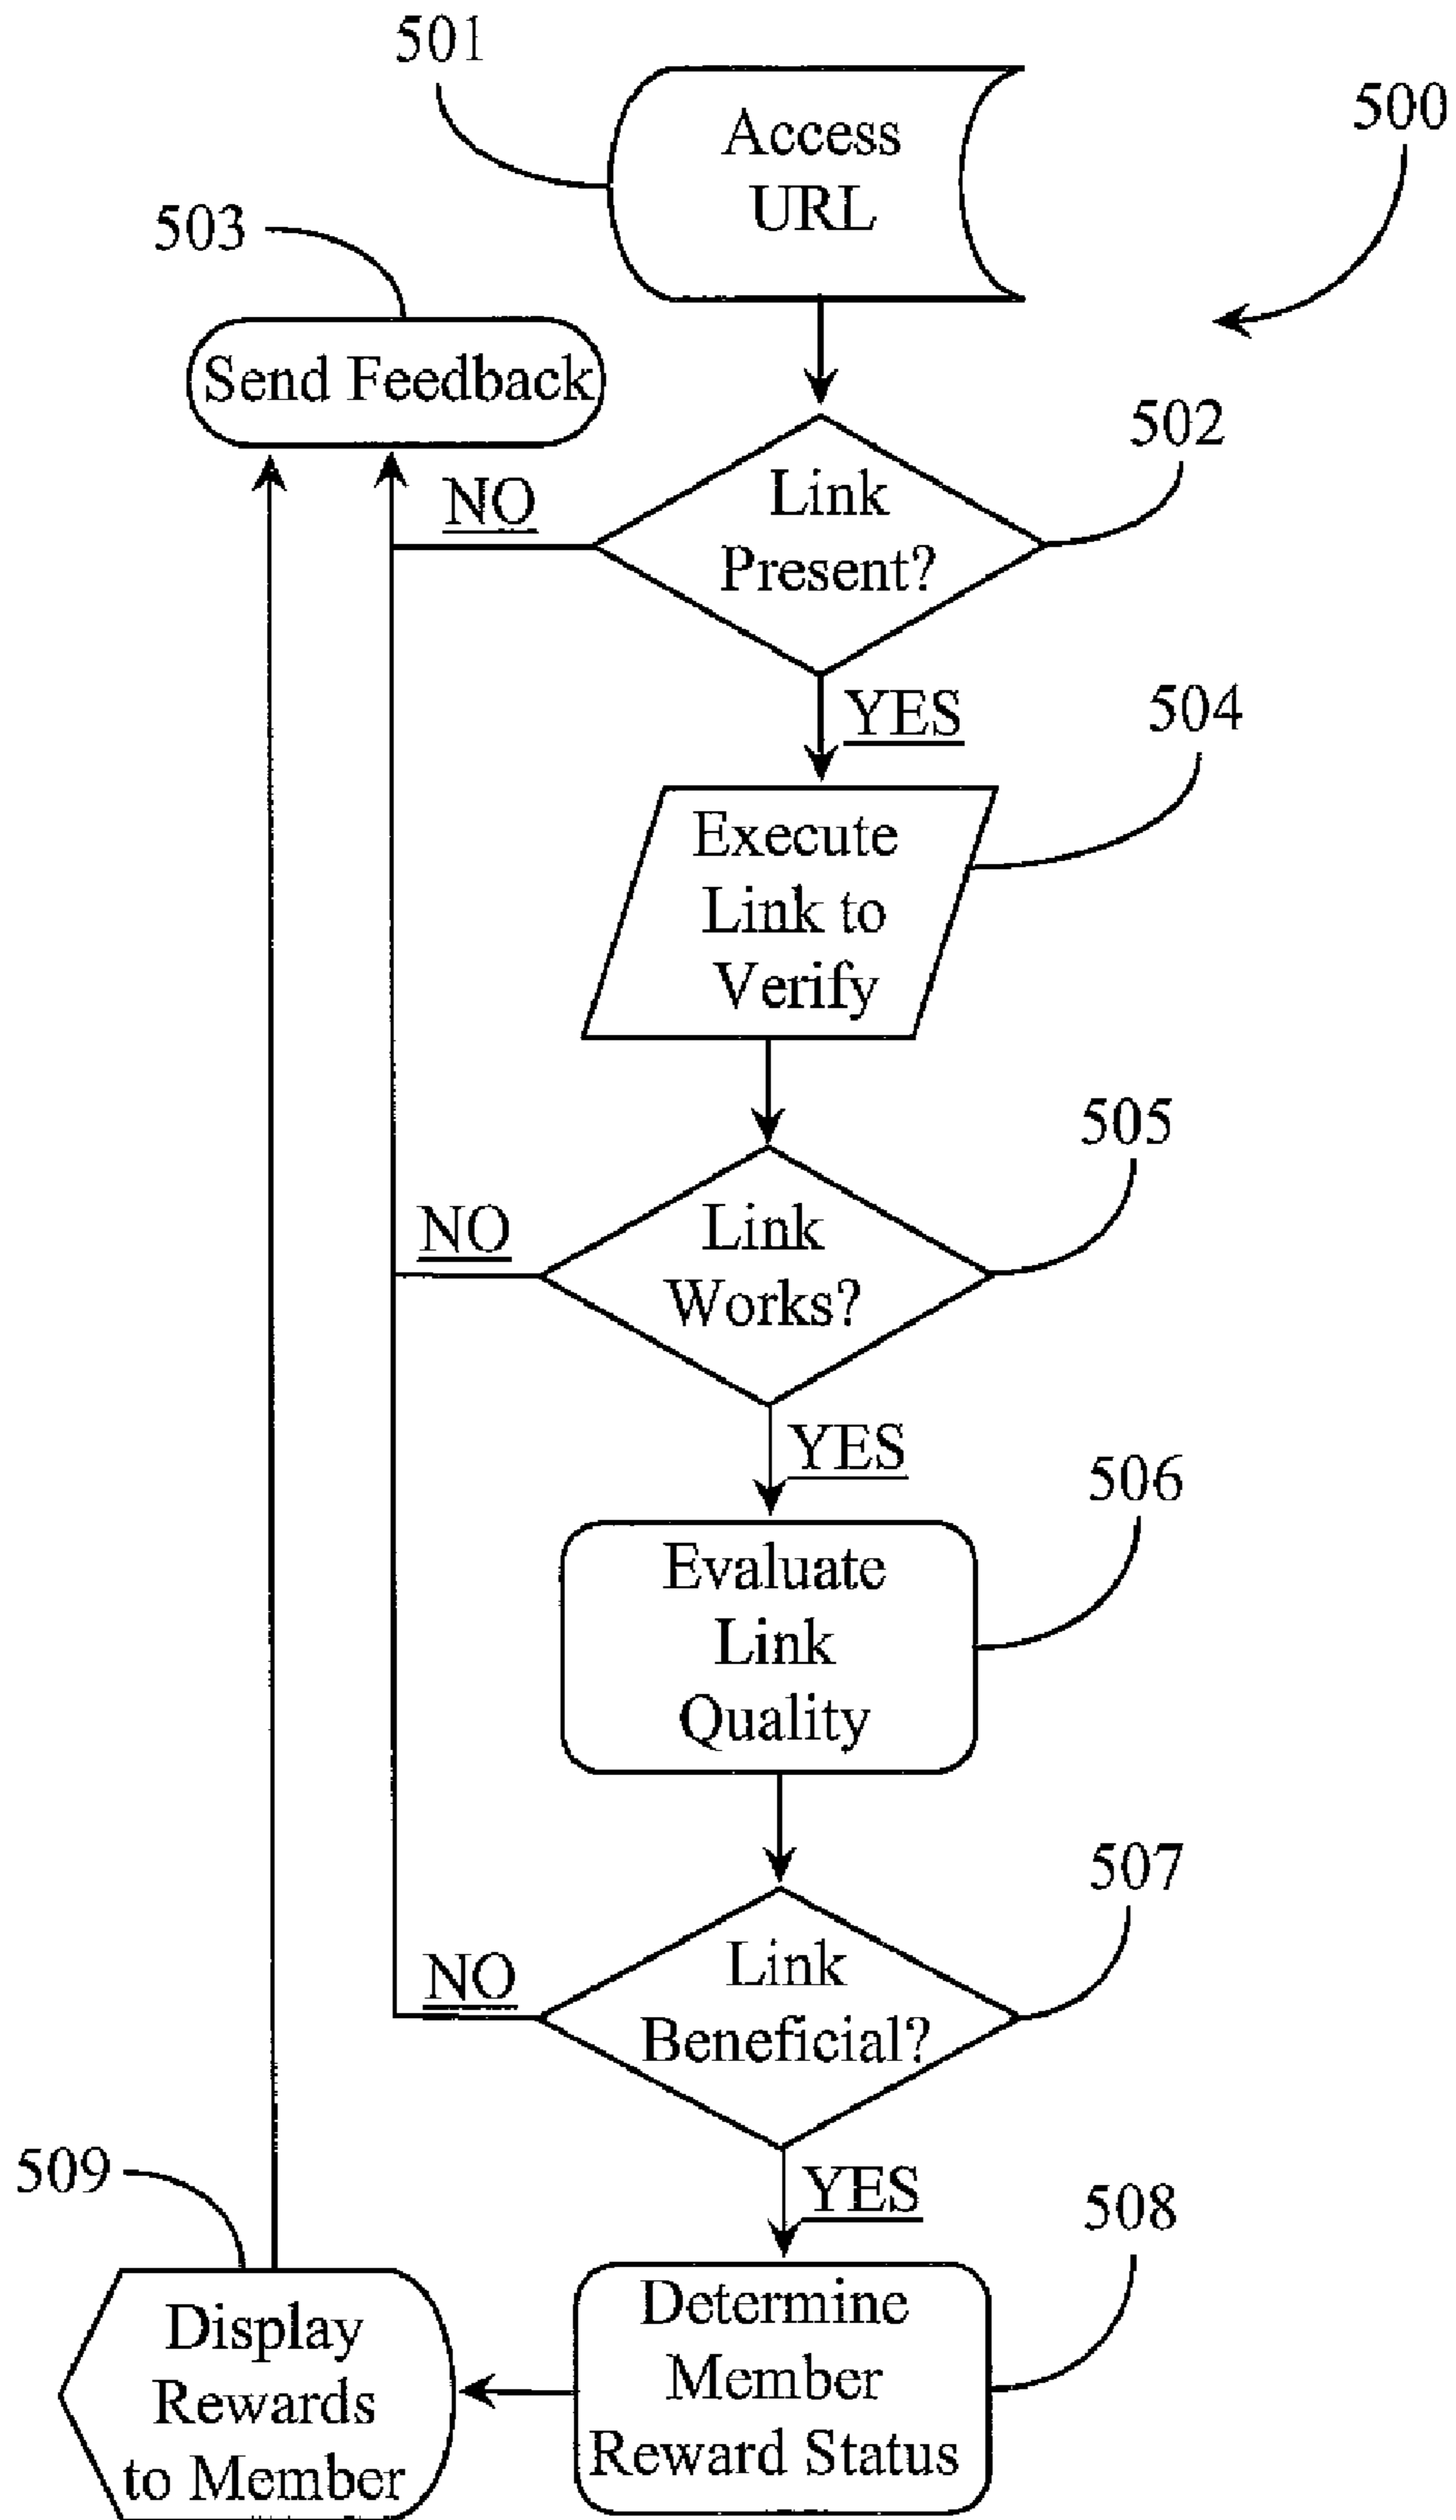 501
Access
URL
500
503
Send Feedback
502
Link
Present?
NO
YES
504
Execute
Link to
Verify
505
Link
Works?
NO
YES
506
Evaluate
Link
Quality
507
Link
Beneficial?
NO
YES
508
Determine
Member
Reward Status
509
Display
Rewards
to Member